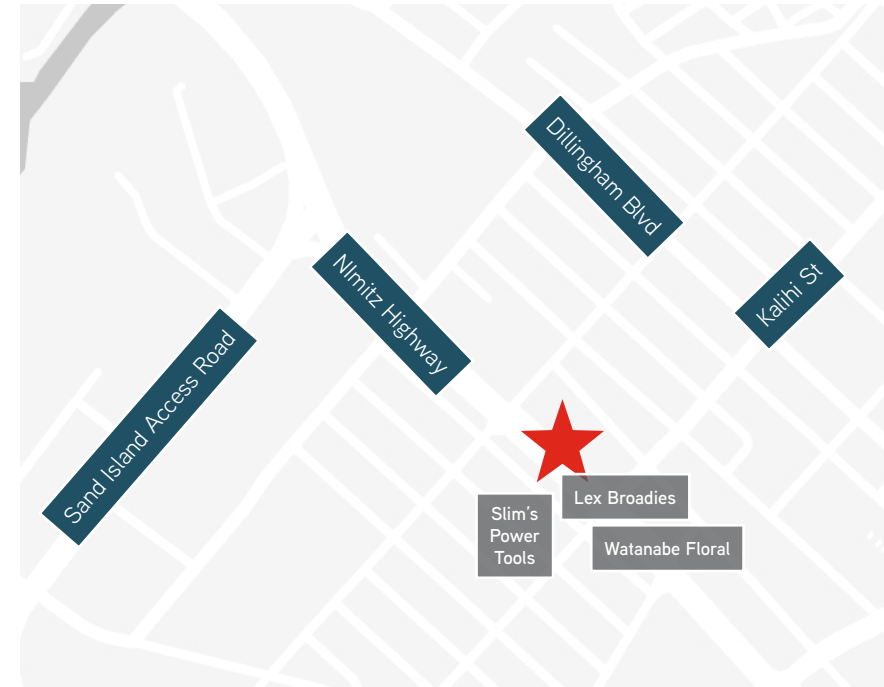 Dillingham Blvd
Kalihi St
NImitz Highway
Sand Island Access Road
Lex Broadies
Slim's
Power
Tools
Watanabe Floral